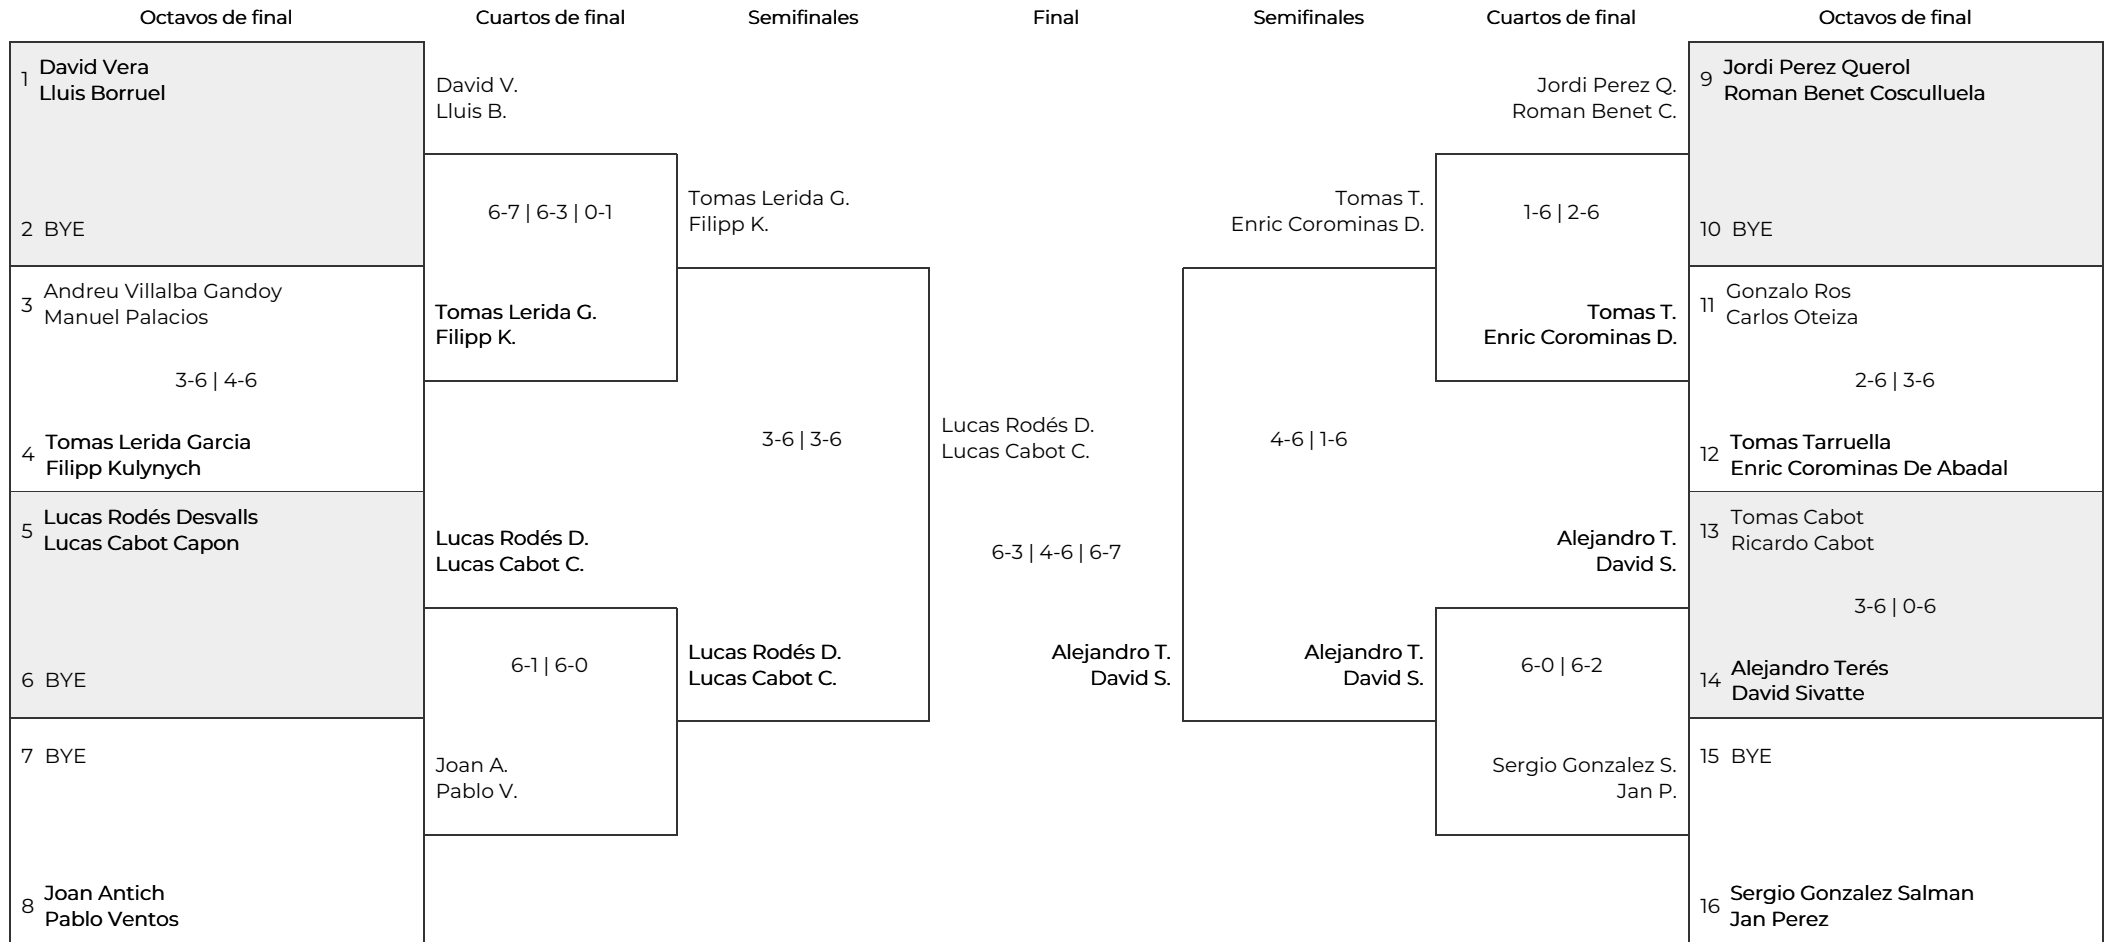 Octavos de final
Cuartos de final
Semifinales
Final
Semifinales
Cuartos de final
Octavos de final
1
David Vera
Lluis Borruel
2 BYE
3
Andreu Villalba Gandoy
Manuel Palacios
3-6 | 4-6
4
Tomas Lerida Garcia
Filipp Kulynych
5
Lucas Rodés Desvalls
Lucas Cabot Capon
6 BYE
7 BYE
8
Joan Antich
Pablo Ventos
David V.
Lluis B.
6-7 | 6-3 | 0-1
Tomas Lerida G.
Filipp K.
Lucas Rodés D.
Lucas Cabot C.
6-1 | 6-0
Joan A.
Pablo V.
Tomas Lerida G.
Filipp K.
3-6 | 3-6
Lucas Rodés D.
Lucas Cabot C.
Lucas Rodés D.
Lucas Cabot C.
6-3 | 4-6 | 6-7
Alejandro T.
David S.
Tomas T.
Enric Corominas D.
4-6 | 1-6
Alejandro T.
David S.
Jordi Perez Q.
Roman Benet C.
1-6 | 2-6
Tomas T.
Enric Corominas D.
Alejandro T.
David S.
6-0 | 6-2
Sergio Gonzalez S.
Jan P.
9
Jordi Perez Querol
Roman Benet Cosculluela
10 BYE
11
Gonzalo Ros
Carlos Oteiza
2-6 | 3-6
12
Tomas Tarruella
Enric Corominas De Abadal
13
Tomas Cabot
Ricardo Cabot
3-6 | 0-6
14
Alejandro Terés
David Sivatte
15 BYE
16
Sergio Gonzalez Salman
Jan Perez